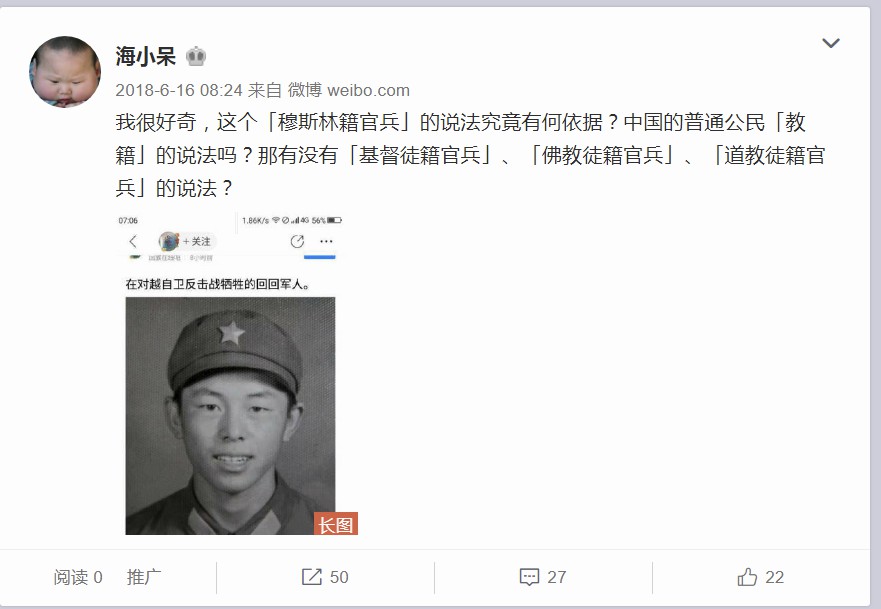 海小呆
2018-6-16 08:24 来自 微博 weibo.com
我很好奇，这个「穆斯林籍官兵」的说法究竟有何依据？中国的普通公民「教
籍」的说法吗？那有没有「基督徒籍官兵」、「佛教徒籍官兵」、「道教徒籍官
兵」的说法？
07:06 1.86K/s 4G 56%
+关注
在对越自卫反击战牺牲的回回军人。
长图
阅读 0 推广 50 27 22